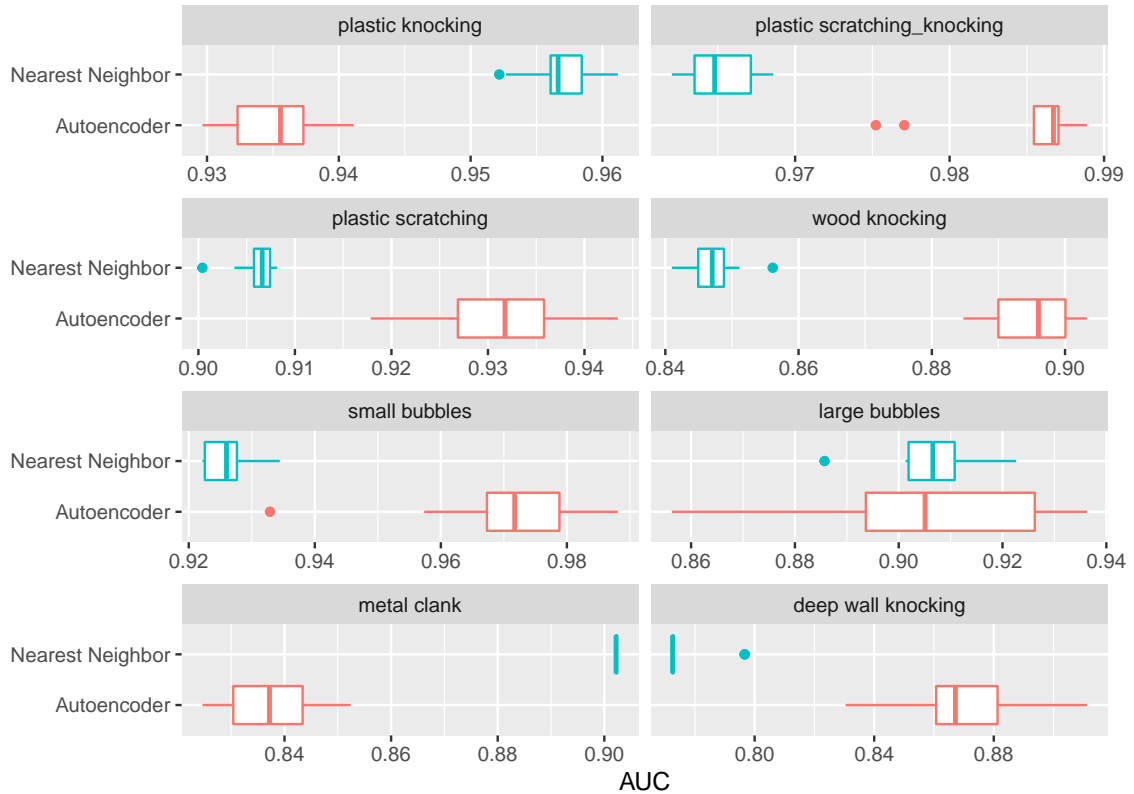 plastic knocking plastic scratching_knocking
Nearest Neighbor
Autoencoder
0.93 0.94 0.95 0.96 0.97 0.98 0.99
plastic scratching wood knocking
Nearest Neighbor
Autoencoder
0.90 0.91 0.92 0.93 0.94 0.84 0.86 0.88 0.90
small bubbles large bubbles
Nearest Neighbor
Autoencoder
0.92 0.94 0.96 0.98 0.86 0.88 0.90 0.92 0.94
metal clank deep wall knocking
Nearest Neighbor
Autoencoder
0.84 0.86 0.88 0.90 0.80 0.84 0.88
AUC